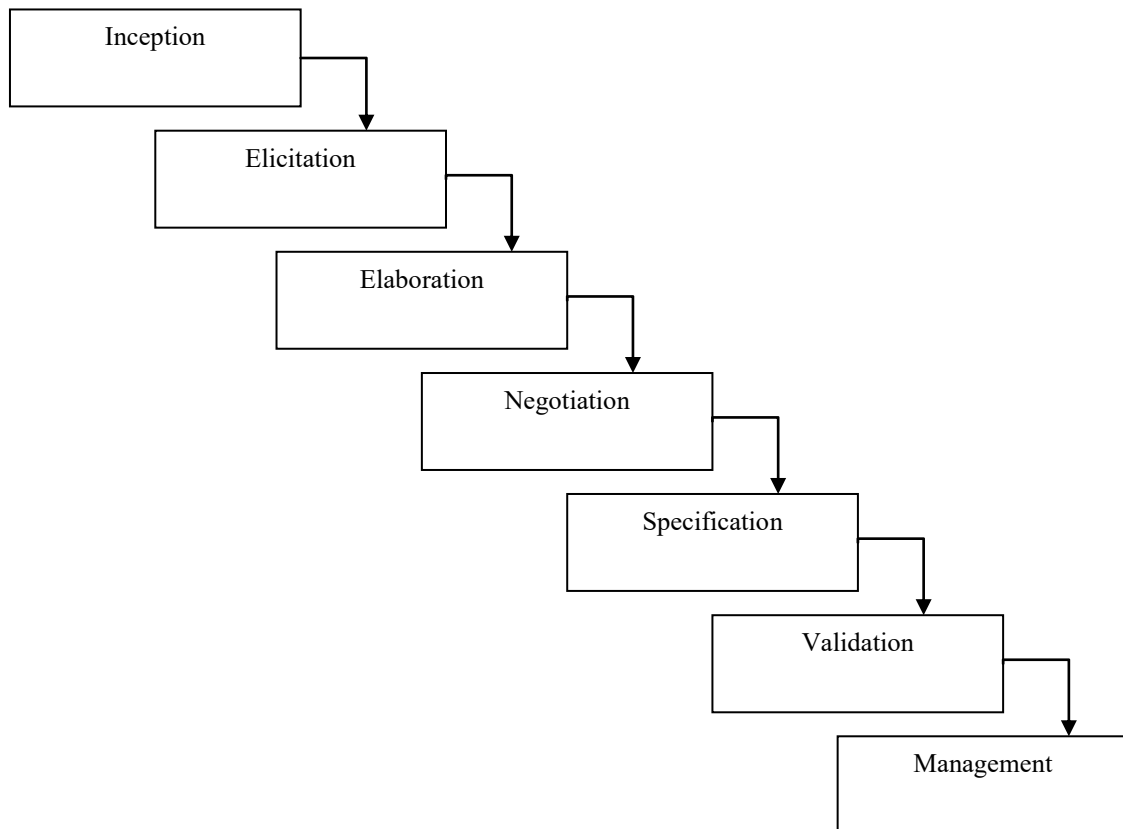 Inception
Elicitation
Elaboration
Negotiation
Specification
Validation
Management